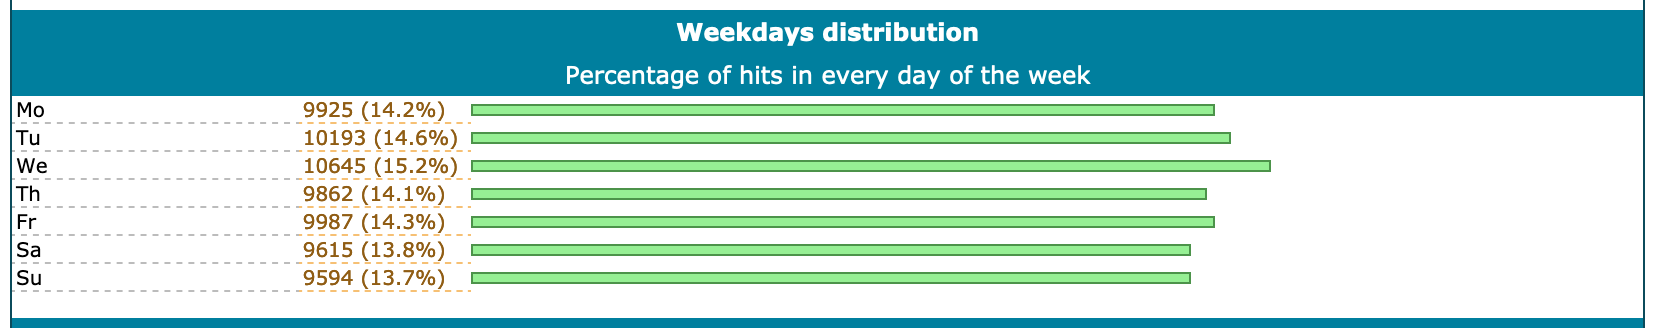 Weekdays distribution
Percentage of hits in every day of the week
Mo 9925 (14.2%)
Tu 10193 (14.6%)
We 10645 (15.2%)
Th 9862 (14.1%)
Fr 9987 (14.3%)
Sa 9615 (13.8%)
Su 9594 (13.7%)